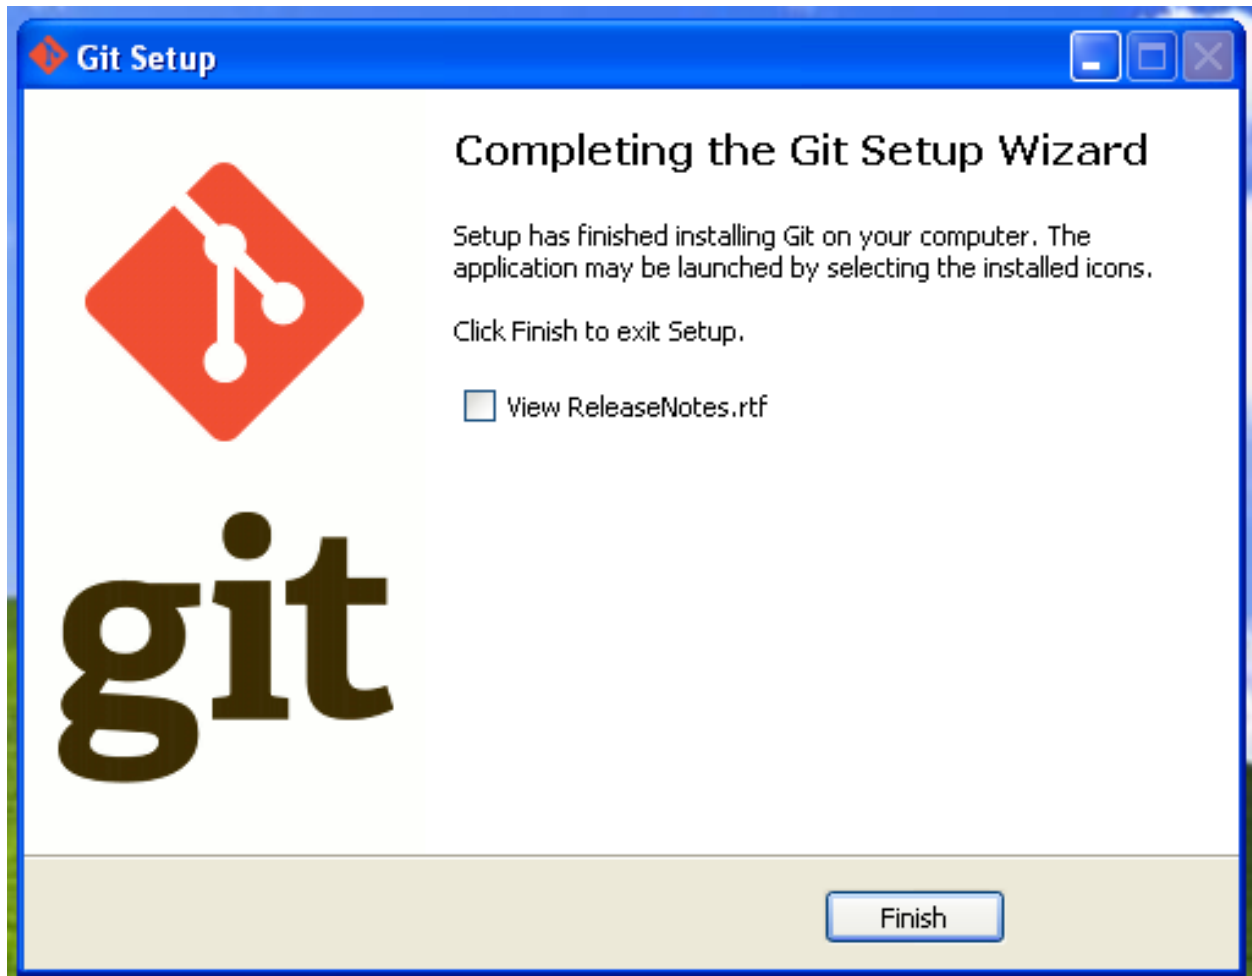 Git Setup
Completing the Git Setup Wizard
Setup has finished installing Git on your computer. The
application may be launched by selecting the installed icons.
Click Finish to exit Setup.
View ReleaseNotes.rtf
git
Finish